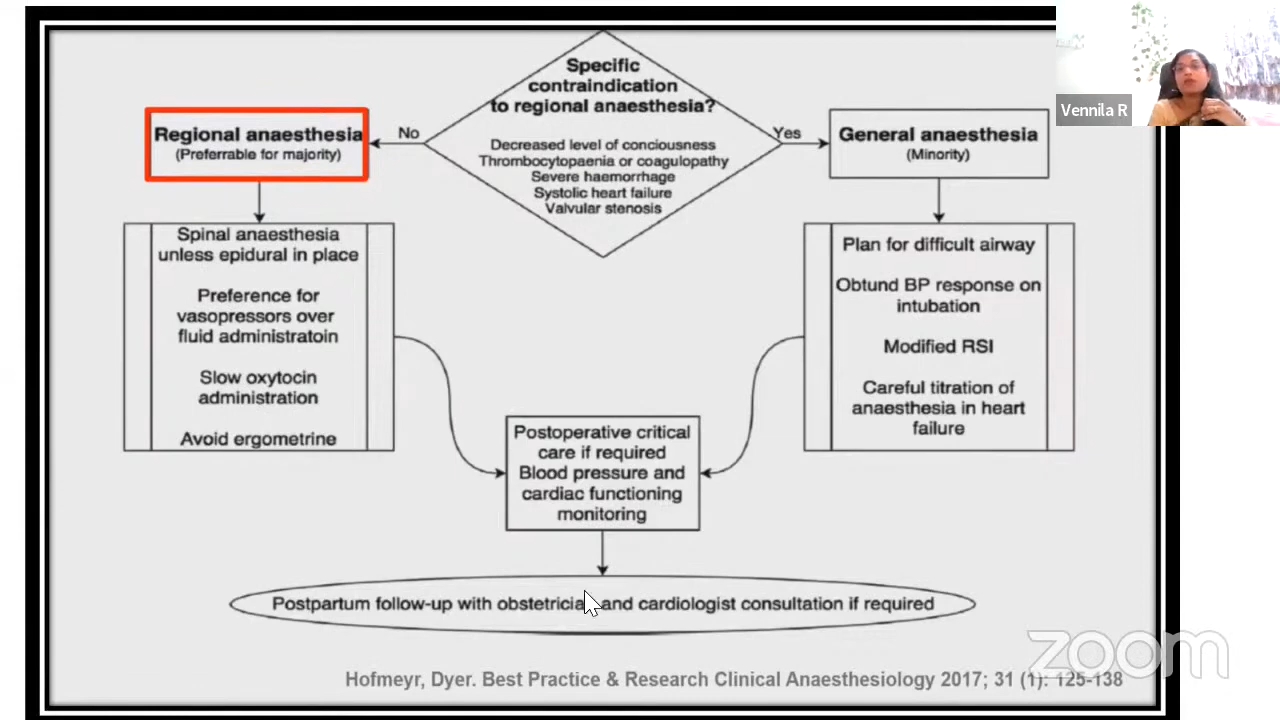 Specific
contraindication
to regional anaesthesia?
Decreased level of conciousness
Thrombocytopaenia or coagulopathy
Severe haemorrhage
Systolic heart failure
Valvular stenosis
No
Yes
Regional anaesthesia
(Preferrable for majority)
Spinal anaesthesia
unless epidural in place
Preference for
vasopressors over
fluid administratoin
Slow oxytocin
administration
Avoid ergometrine
General anaesthesia
(Minority)
Plan for difficult airway
Obtund BP response on
intubation
Modified RSI
Careful titration of
anaesthesia in heart
failure
Postoperative critical
care if required
Blood pressure and
cardiac functioning
monitoring
Postpartum follow-up with obstetricia and cardiologist consultation if required
Hofmeyr, Dyer. Best Practice & Research Clinical Anaesthesiology 2017; 31 (1): 125-138
Vennila R
zoom